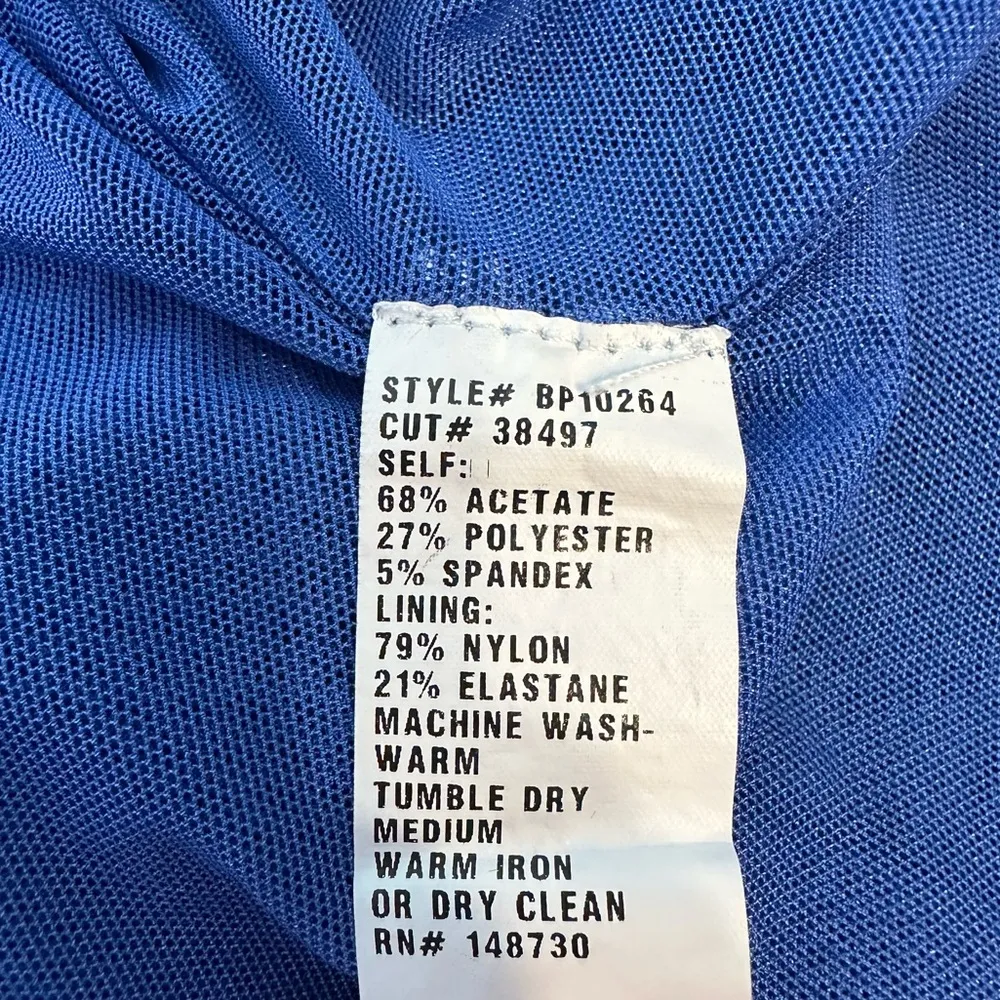 STYLE# BP10264
CUT# 38497
SELF:
68% ACETATE
27% POLYESTER
5% SPANDEX
LINING:
79% NYLON
21% ELASTANE
MACHINE WASH-
WARM
TUMBLE DRY
MEDIUM
WARM IRON
OR DRY CLEAN
RN# 148730